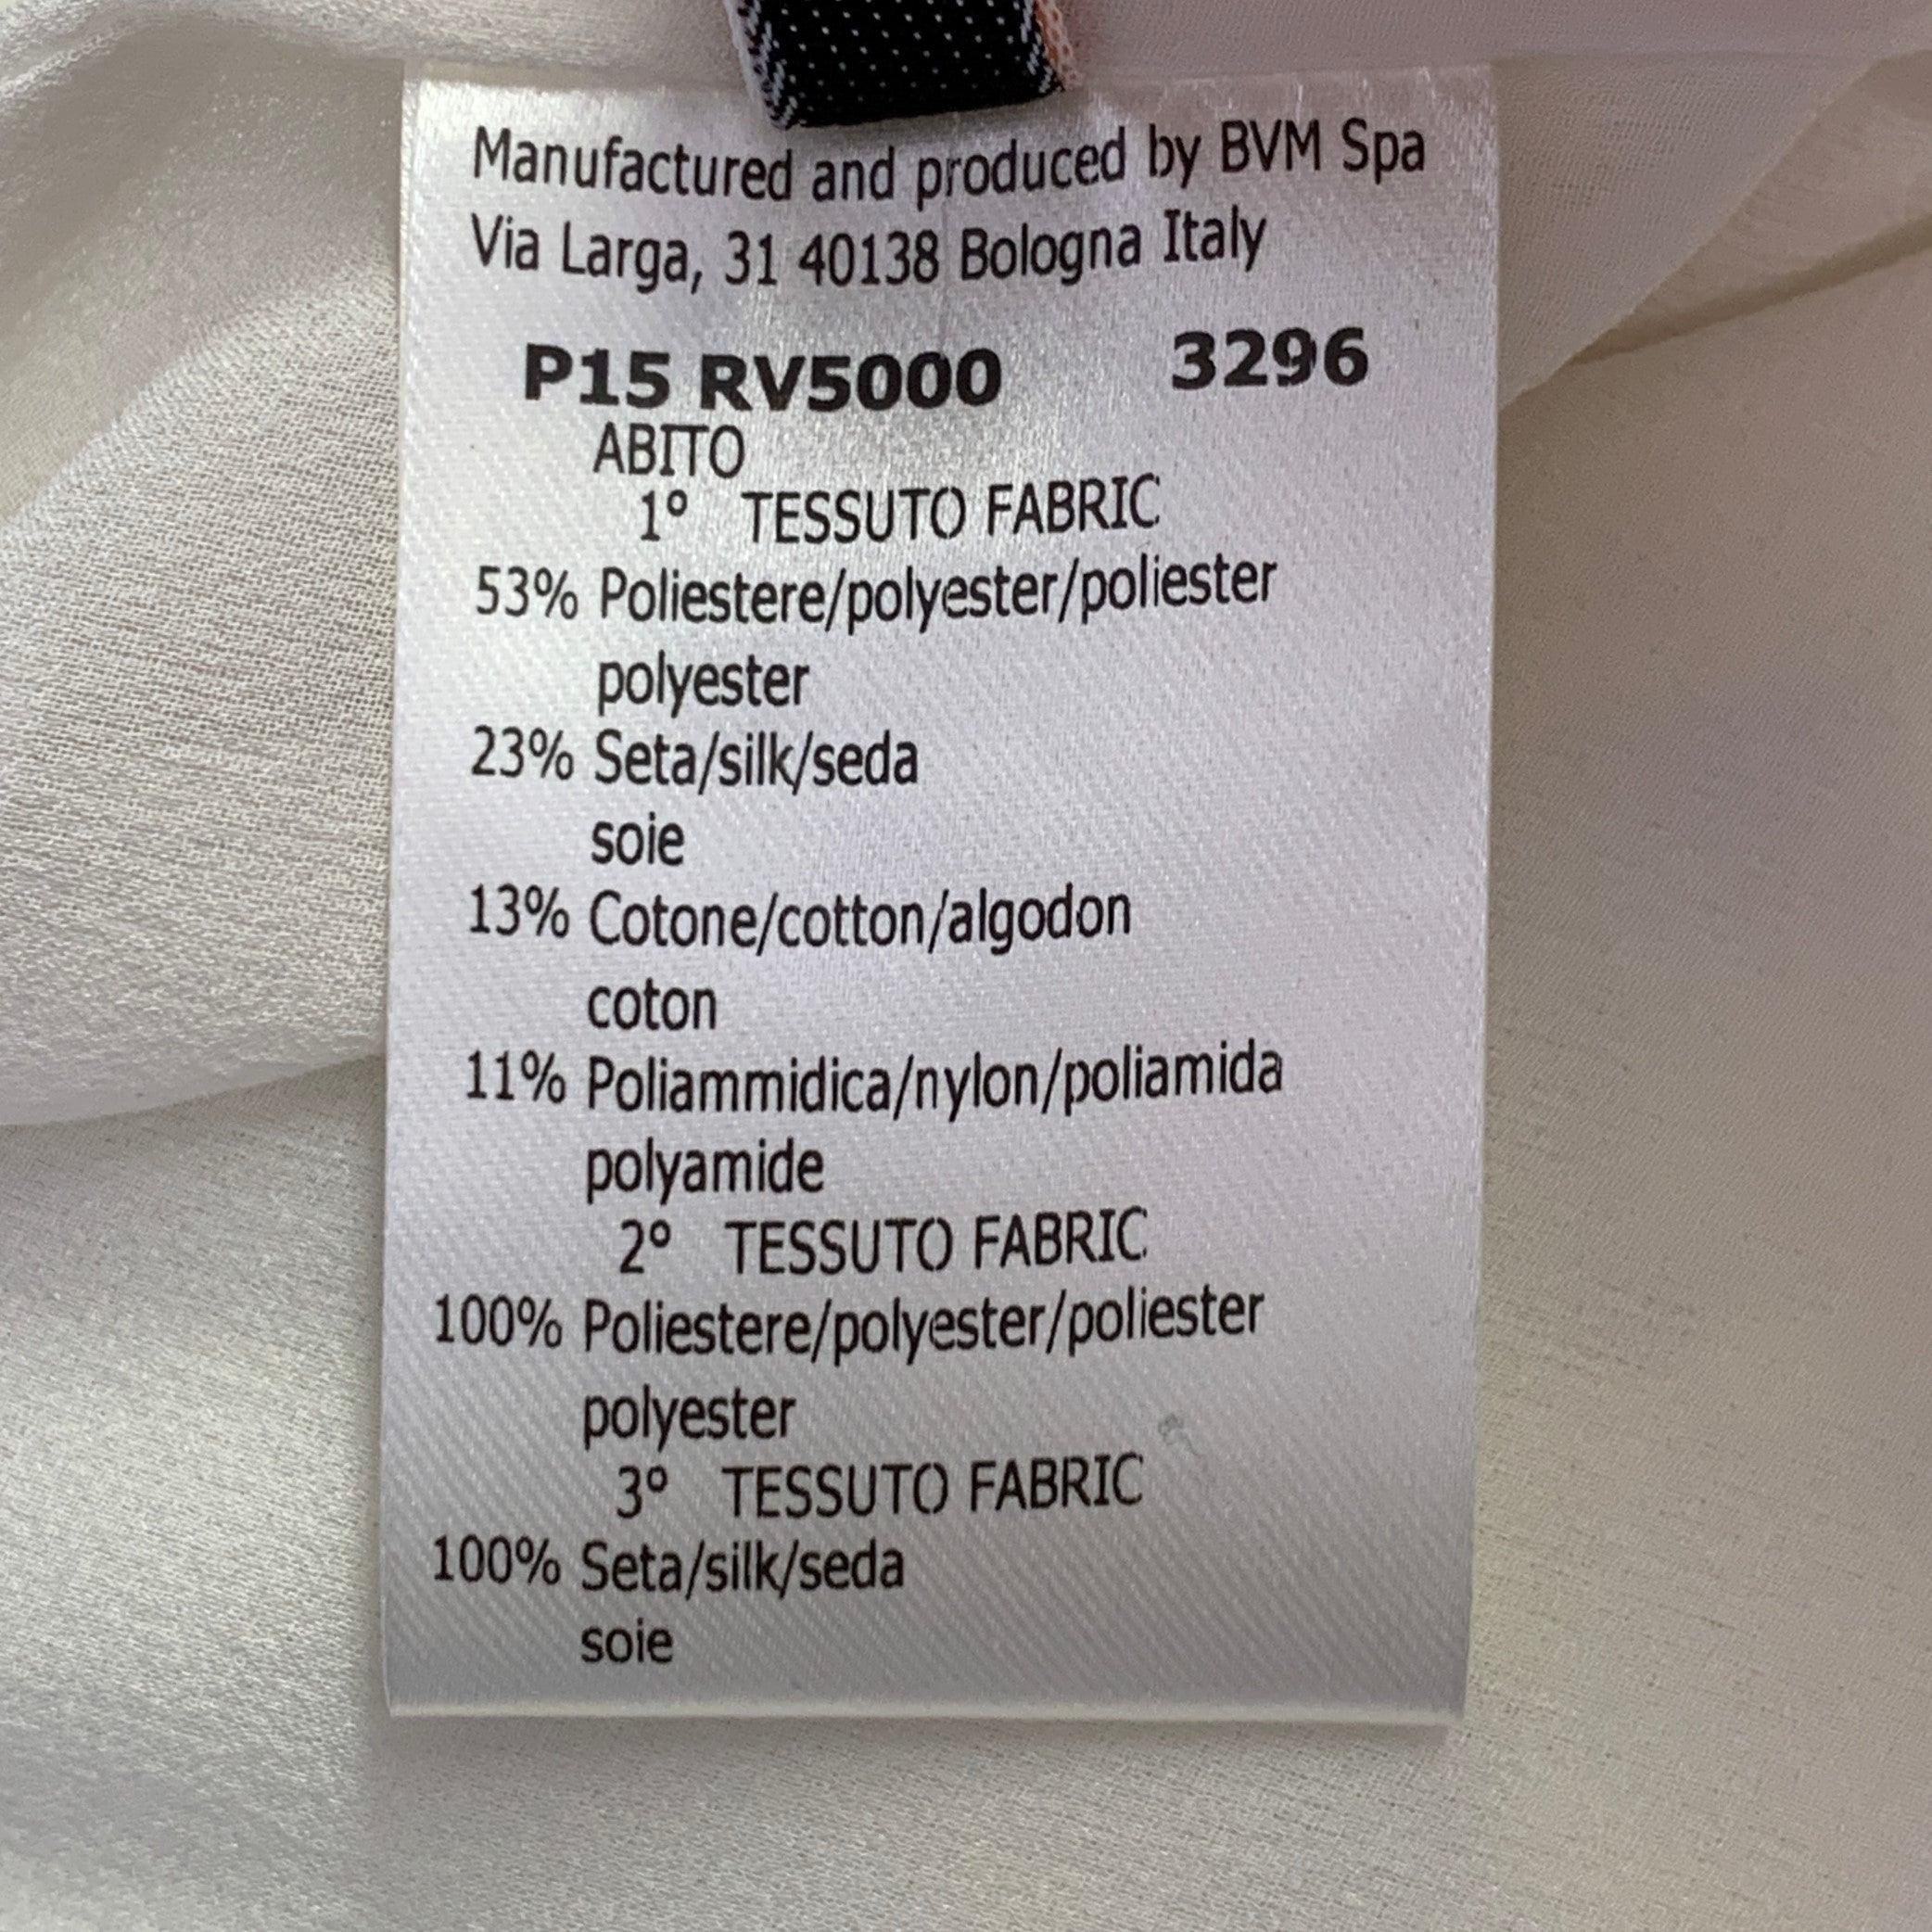 Manufactured and produced by BVM Spa
Via Larga, 31 40138 Bologna Italy
P15 RV5000 3296
ABITO
1° TESSUTO FABRIC
53% Poliestere/polyester/poliester
polyester
23% Seta/silk/seda
soie
13% Cotone/cotton/algodon
coton
11% Poliammidica/nylon/poliamida
polyamide
2° TESSUTO FABRIC
100% Poliestere/polyester/poliester
polyester
3° TESSUTO FABRIC
100% Seta/silk/seda
soie